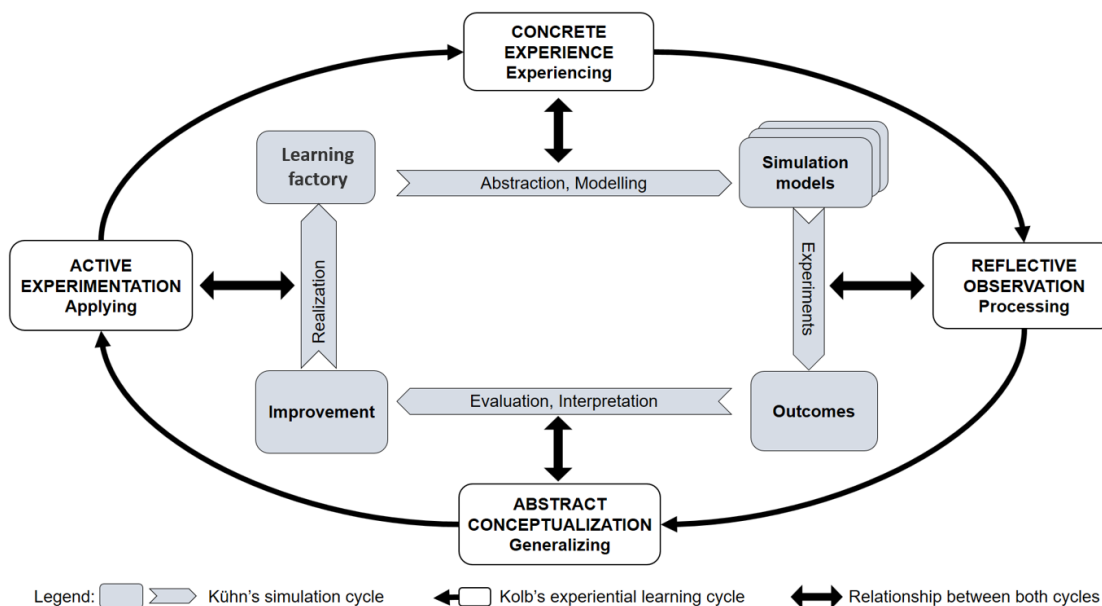 CONCRETE
EXPERIENCE
Experiencing
Learning
factory
Abstraction, Modelling
Simulation
models
ACTIVE
EXPERIMENTATION
Applying
Realization
Experiments
REFLECTIVE
OBSERVATION
Processing
Improvement
Evaluation, Interpretation
Outcomes
ABSTRACT
CONCEPTUALIZATION
Generalizing
Legend: Kühn's simulation cycle Kolb's experiential learning cycle Relationship between both cycles